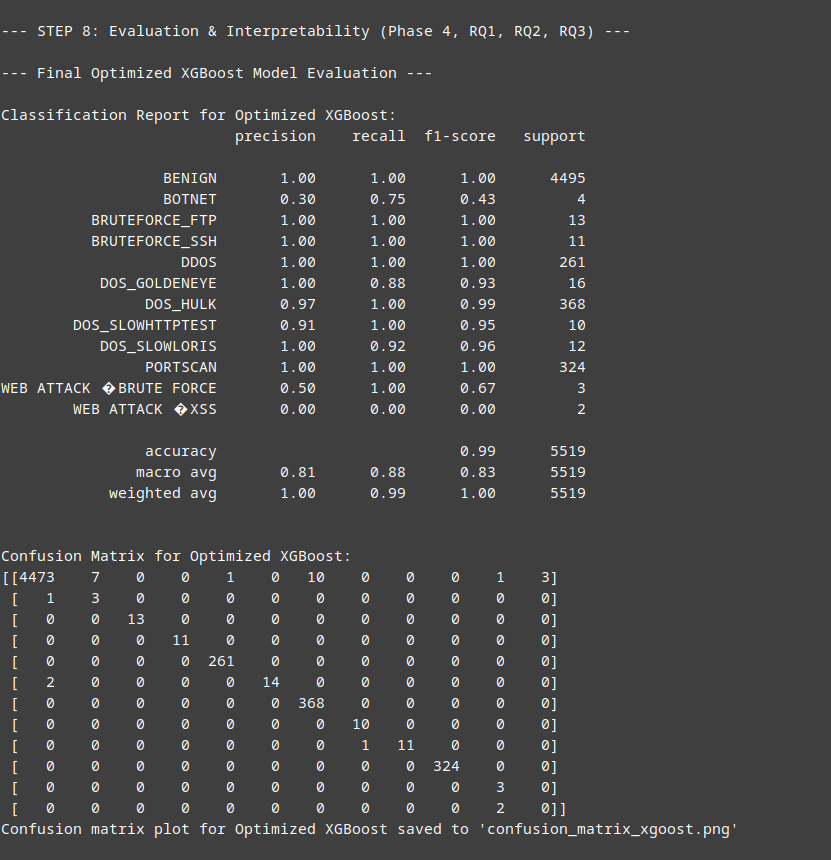 --- STEP 8: Evaluation & Interpretability (Phase 4, RQ1, RQ2, RQ3) ---
--- Final Optimized XGBoost Model Evaluation ---
Classification Report for Optimized XGBoost:
precision recall f1-score support
BENIGN 1.00 1.00 1.00 4495
BOTNET 0.30 0.75 0.43 4
BRUTEFORCE_FTP 1.00 1.00 1.00 13
BRUTEFORCE_SSH 1.00 1.00 1.00 11
DDOS 1.00 1.00 1.00 261
DOS_GOLDENEYE 1.00 0.88 0.93 16
DOS_HULK 0.97 1.00 0.99 368
DOS_SLOWHTTPTEST 0.91 1.00 0.95 10
DOS_SLOWLORIS 1.00 0.92 0.96 12
PORTSCAN 1.00 1.00 1.00 324
WEB ATTACK �BRUTE FORCE 0.50 1.00 0.67 3
WEB ATTACK �XSS 0.00 0.00 0.00 2
accuracy 0.99 5519
macro avg 0.81 0.88 0.83 5519
weighted avg 1.00 0.99 1.00 5519
Confusion Matrix for Optimized XGBoost:
[[4473 7 0 0 1 0 10 0 0 0 1 3]
[ 1 3 0 0 0 0 0 0 0 0 0 0]
[ 0 0 13 0 0 0 0 0 0 0 0 0]
[ 0 0 0 11 0 0 0 0 0 0 0 0]
[ 0 0 0 0 261 0 0 0 0 0 0 0]
[ 2 0 0 0 0 14 0 0 0 0 0 0]
[ 0 0 0 0 0 0 368 0 0 0 0 0]
[ 0 0 0 0 0 0 0 10 0 0 0 0]
[ 0 0 0 0 0 0 0 1 11 0 0 0]
[ 0 0 0 0 0 0 0 0 0 324 0 0]
[ 0 0 0 0 0 0 0 0 0 0 3 0]
[ 0 0 0 0 0 0 0 0 0 0 2 0]]
Confusion matrix plot for Optimized XGBoost saved to 'confusion_matrix_xgoost.png'